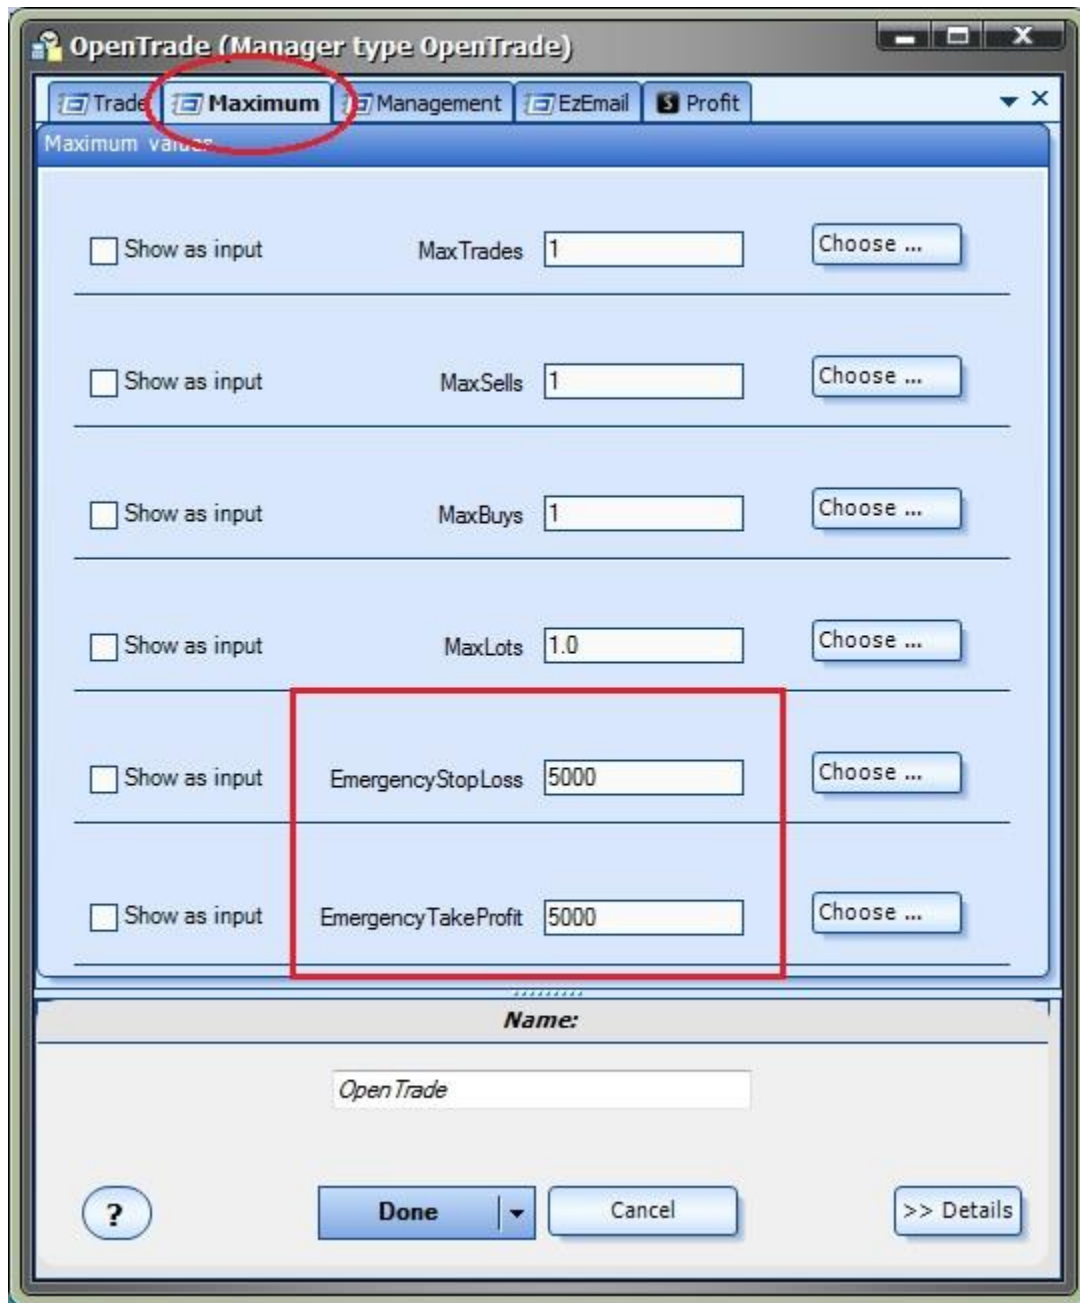 OpenTrade (Manager type OpenTrade)
Trade Maximum Management EzEmail $ Profit
Maximum values
Show as input MaxTrades 1 Choose ...
Show as input MaxSells 1 Choose ...
Show as input MaxBuys 1 Choose ...
Show as input MaxLots 1.0 Choose ...
Show as input EmergencyStopLoss 5000 Choose ...
Show as input EmergencyTakeProfit 5000 Choose ...
Name:
OpenTrade
? Done Cancel >> Details